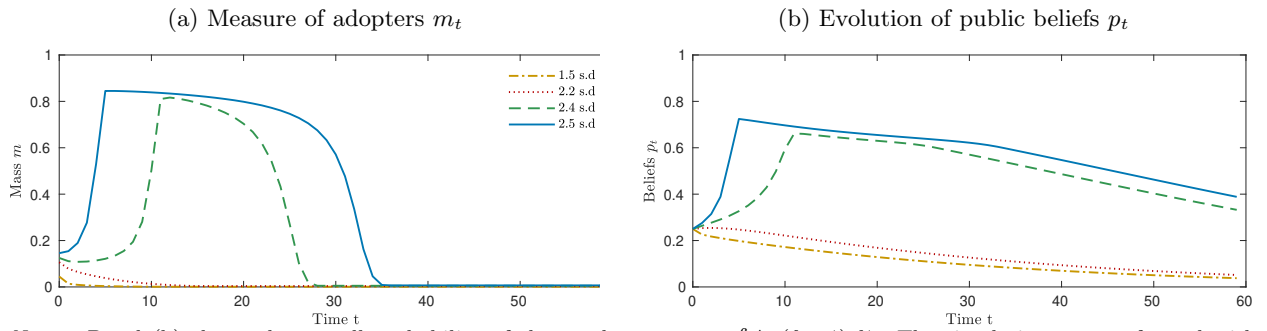 (a) Measure of adopters m_t
(b) Evolution of public beliefs p_t
1
0.8
0.6
0.4
0.2
0
Mass m
0
10
20
30
40
50
Time t
1.5 s.d
2.2 s.d
2.4 s.d
2.5 s.d
1
0.8
0.6
0.4
0.2
0
Beliefs p_t
0
10
20
30
40
50
60
Time t